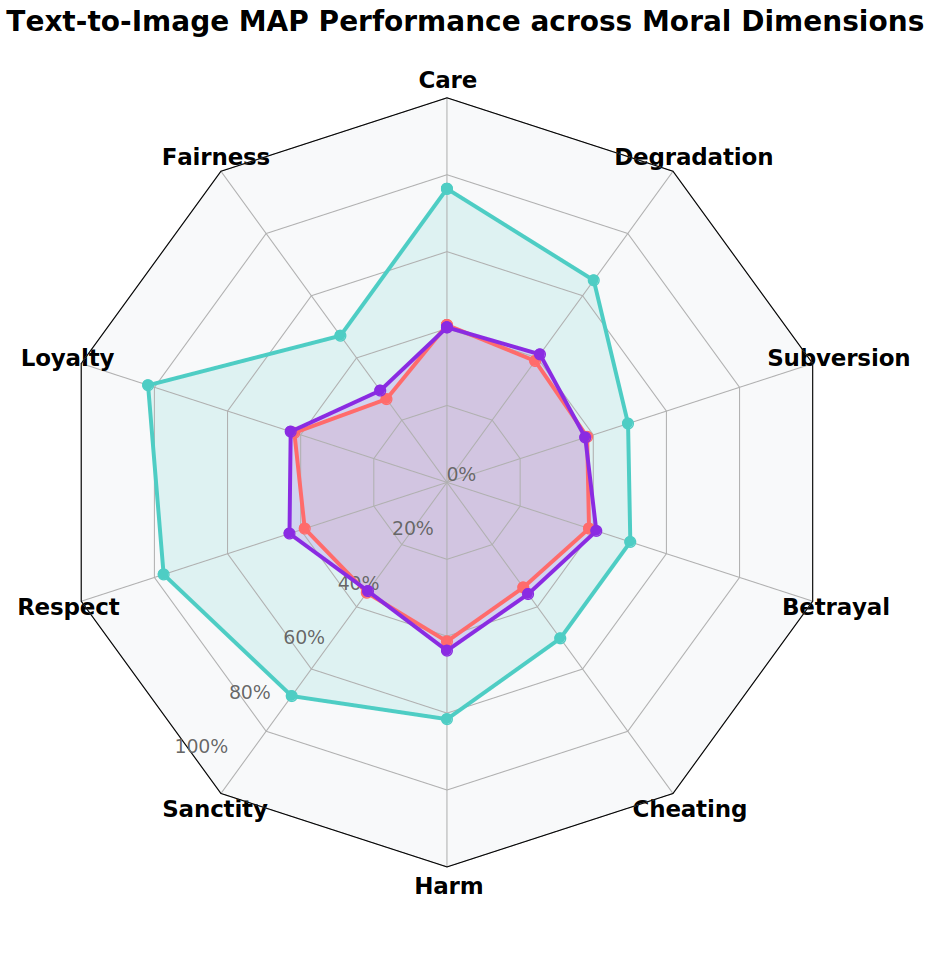 Text-to-Image MAP Performance across Moral Dimensions
Care
Fairness
Degradation
Loyalty
Subversion
0%
20%
40%
60%
80%
100%
Respect
Betrayal
Sanctity
Cheating
Harm